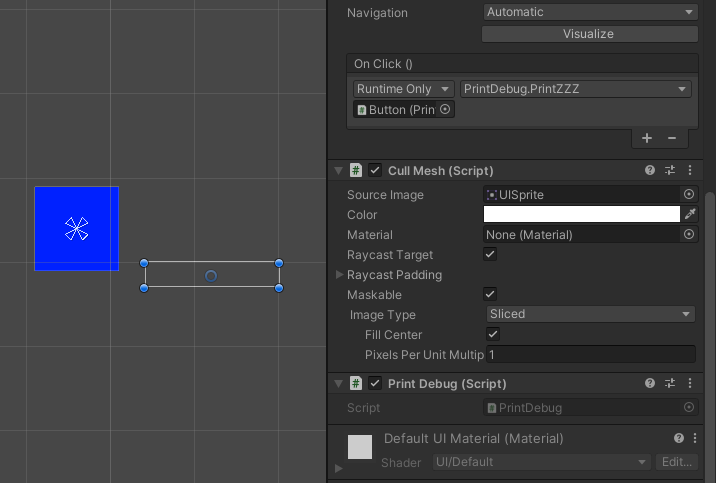 Navigation Automatic
Visualize
On Click ()
Runtime Only PrintDebug.PrintZZZ
Button (Prin
Cull Mesh (Script)
Source Image UISprite
Color
Material None (Material)
Raycast Target
Raycast Padding
Maskable
Image Type Sliced
Fill Center
Pixels Per Unit Multip 1
# Print Debug (Script)
Script PrintDebug
Default UI Material (Material)
Shader UI/Default Edit...